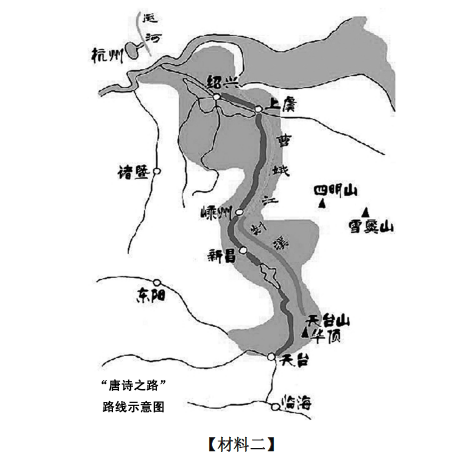 运
河
杭州
绍兴
上虞
曹
娥
江
诸暨
四明山
雪窦山
嵊州
剡
溪
新昌
东阳
天台山
华顶
天台
“唐诗之路”
路线示意图
临海
【材料二】